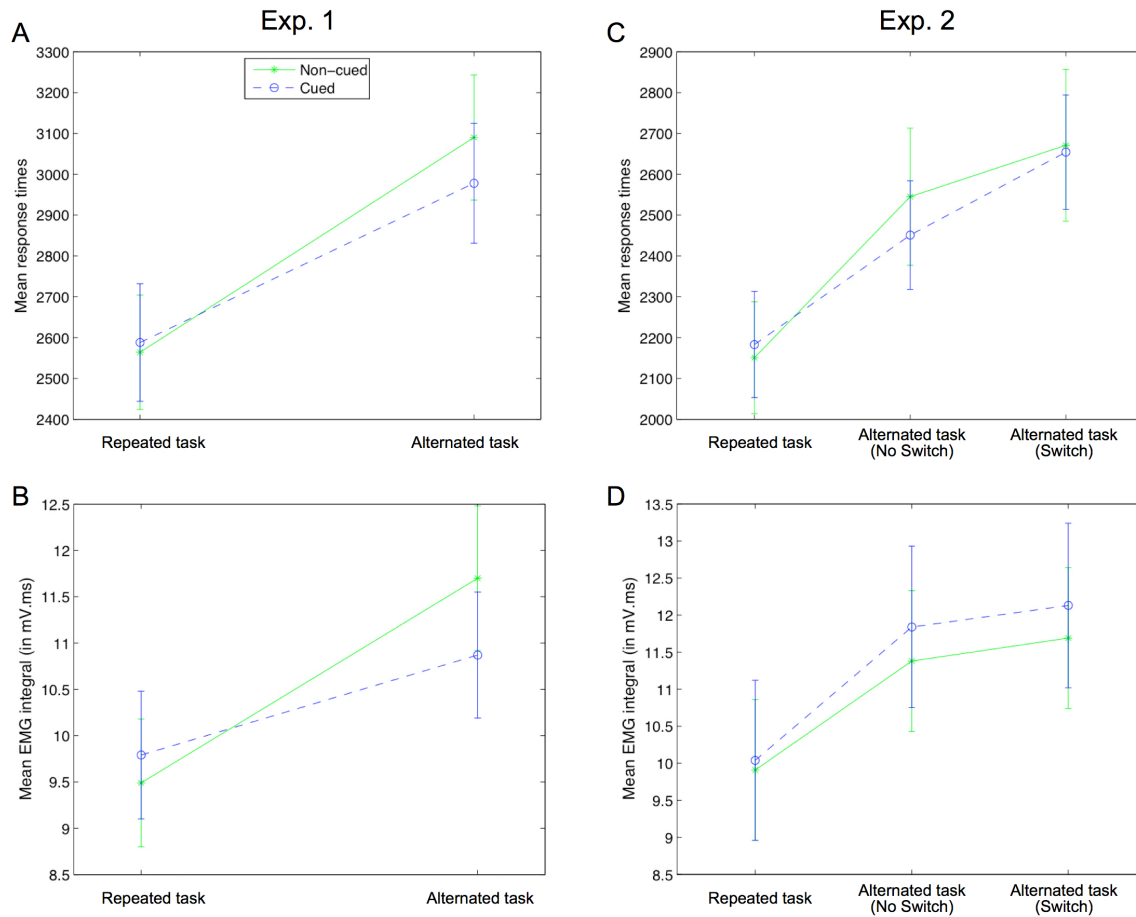 Exp. 1
A
Mean response times
3300
3200
3100
3000
2900
2800
2700
2600
2500
2400
Non-cued
Cued
Repeated task
Alternated task
Exp. 2
C
Mean response times
2900
2800
2700
2600
2500
2400
2300
2200
2100
2000
Repeated task
Alternated task
(No Switch)
Alternated task
(Switch)
B
Mean EMG integral (in mV.ms)
12.5
12
11.5
11
10.5
10
9.5
9
8.5
Repeated task
Alternated task
D
Mean EMG integral (in mV.ms)
13.5
13
12.5
12
11.5
11
10.5
10
9.5
9
8.5
Repeated task
Alternated task
(No Switch)
Alternated task
(Switch)